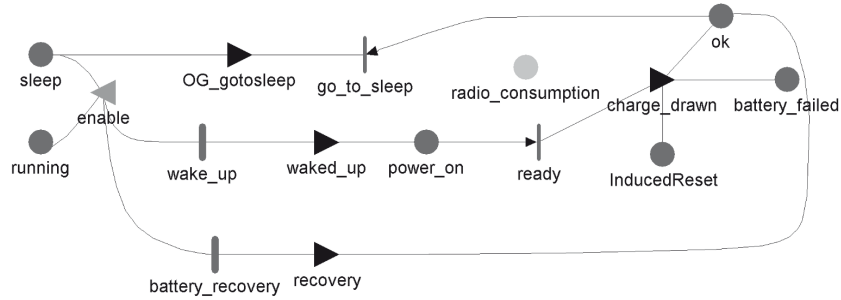 ok
sleep
OG_gotosleep
go_to_sleep
radio_consumption
charge_drawn
battery_failed
enable
running
wake_up
waked_up
power_on
ready
InducedReset
battery_recovery
recovery